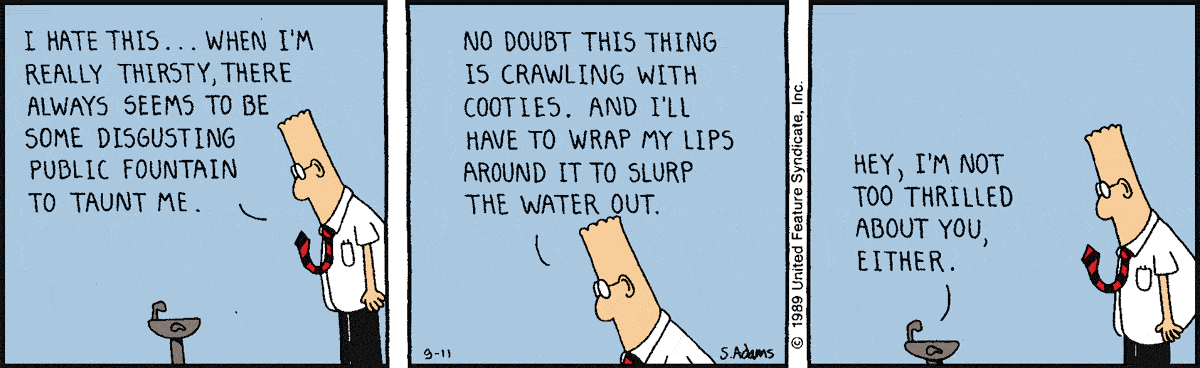 I HATE THIS... WHEN I'M
REALLY THIRSTY, THERE
ALWAYS SEEMS TO BE
SOME DISGUSTING
PUBLIC FOUNTAIN
TO TAUNT ME.
NO DOUBT THIS THING
IS CRAWLING WITH
COOTIES. AND I'LL
HAVE TO WRAP MY LIPS
AROUND IT TO SLURP
THE WATER OUT.
9-11
S.Adams
© 1989 United Feature Syndicate, Inc.
HEY, I'M NOT
TOO THRILLED
ABOUT YOU,
EITHER.